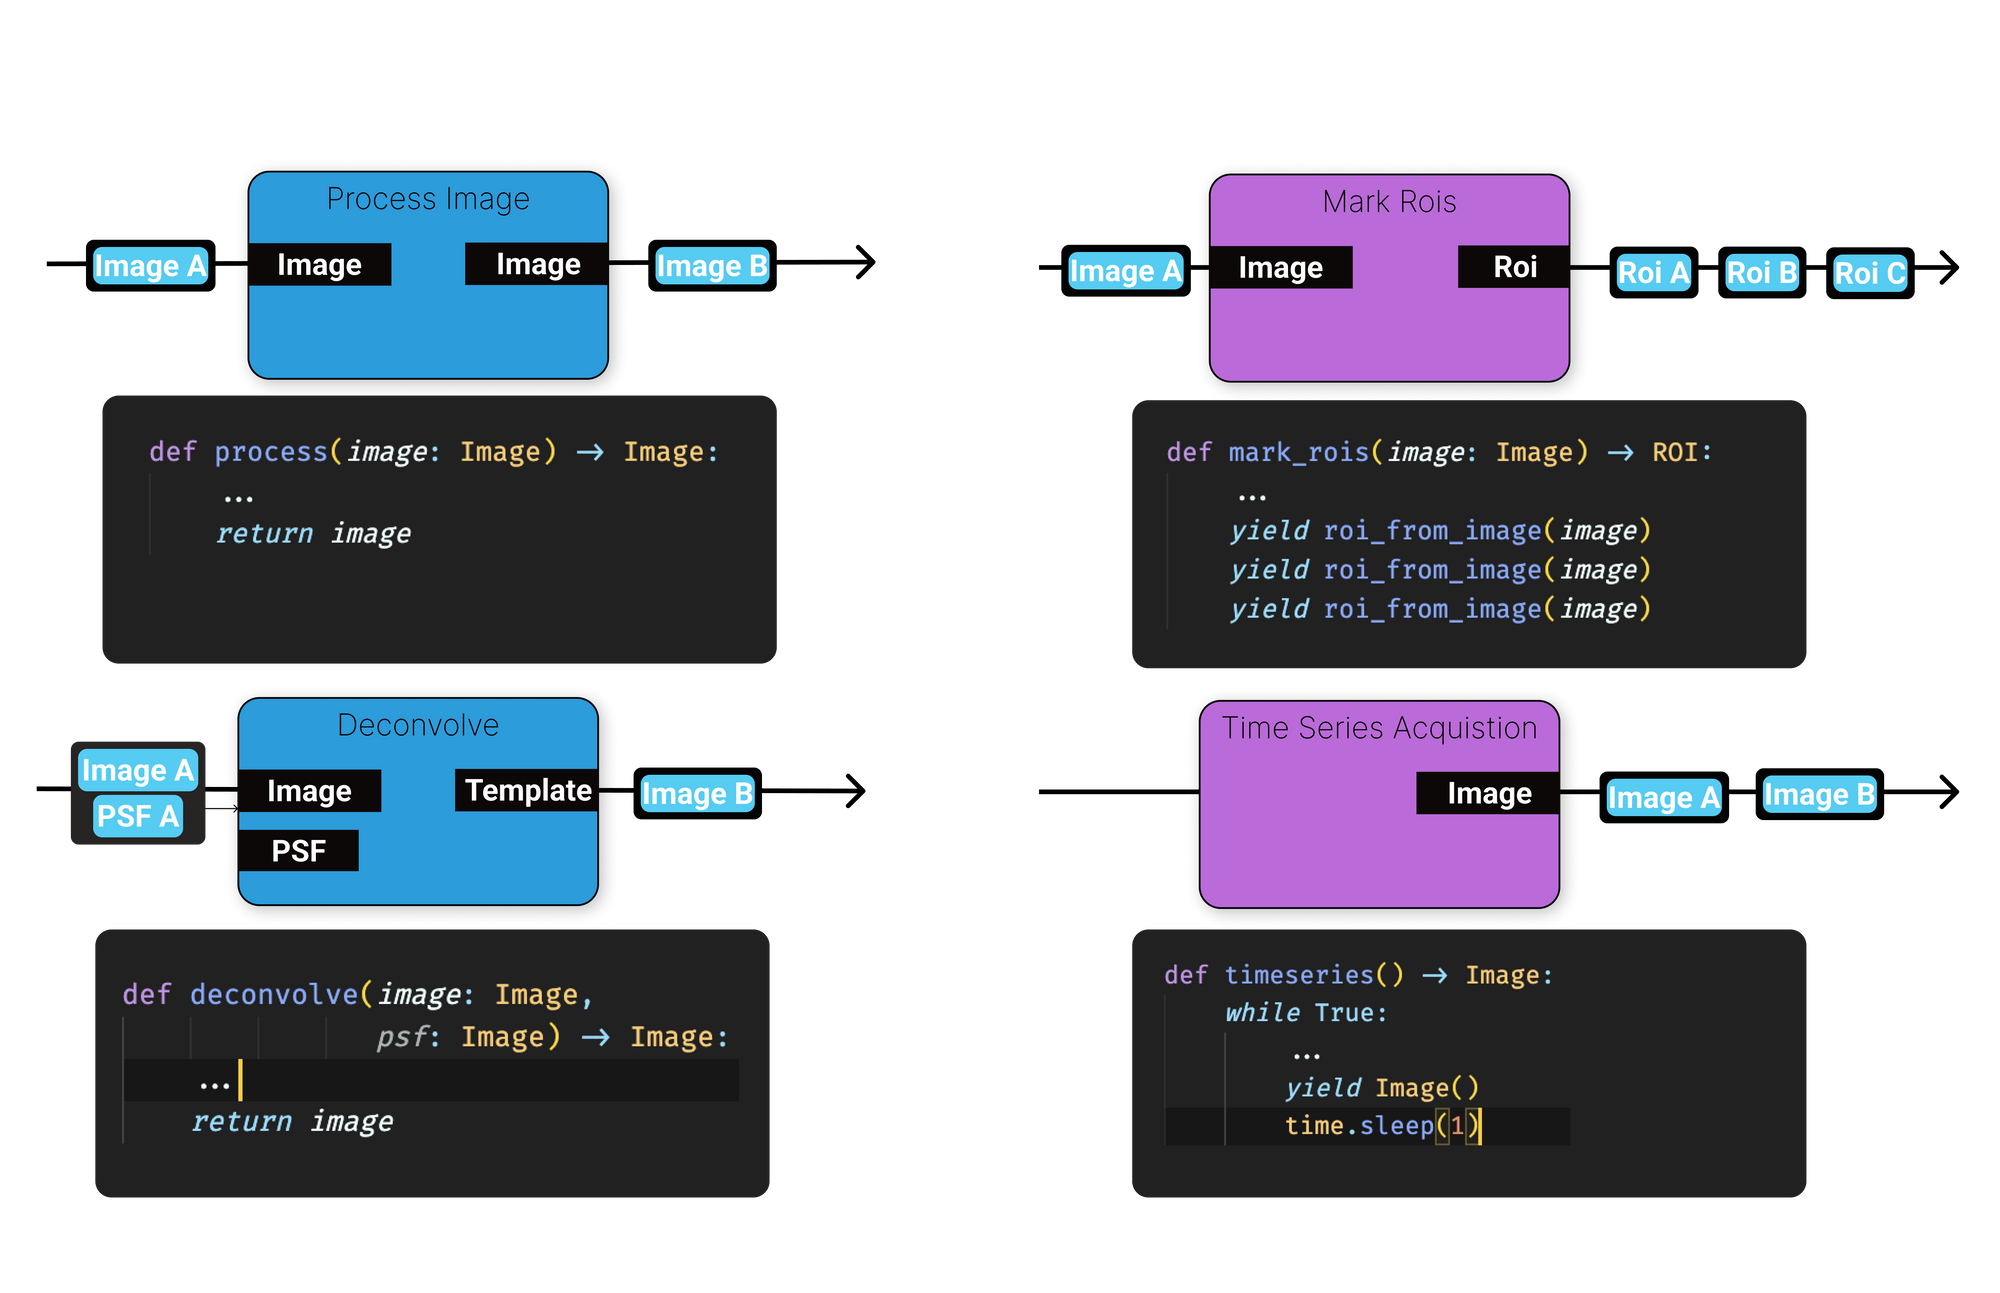 Process Image
Image A
Image
Image
Image B
def process(image: Image) → Image:
...
return image
Mark Rois
Image A
Image
Roi
Roi A
Roi B
Roi C
def mark_rois(image: Image) → ROI:
...
yield roi_from_image(image)
yield roi_from_image(image)
yield roi_from_image(image)
Deconvolve
Image A
PSF A
Image
PSF
Template
Image B
def deconvolve(image: Image,
psf: Image) → Image:
...
return image
Time Series Acquistion
Image
Image A
Image B
def timeseries() → Image:
while True:
...
yield Image()
time.sleep(1)